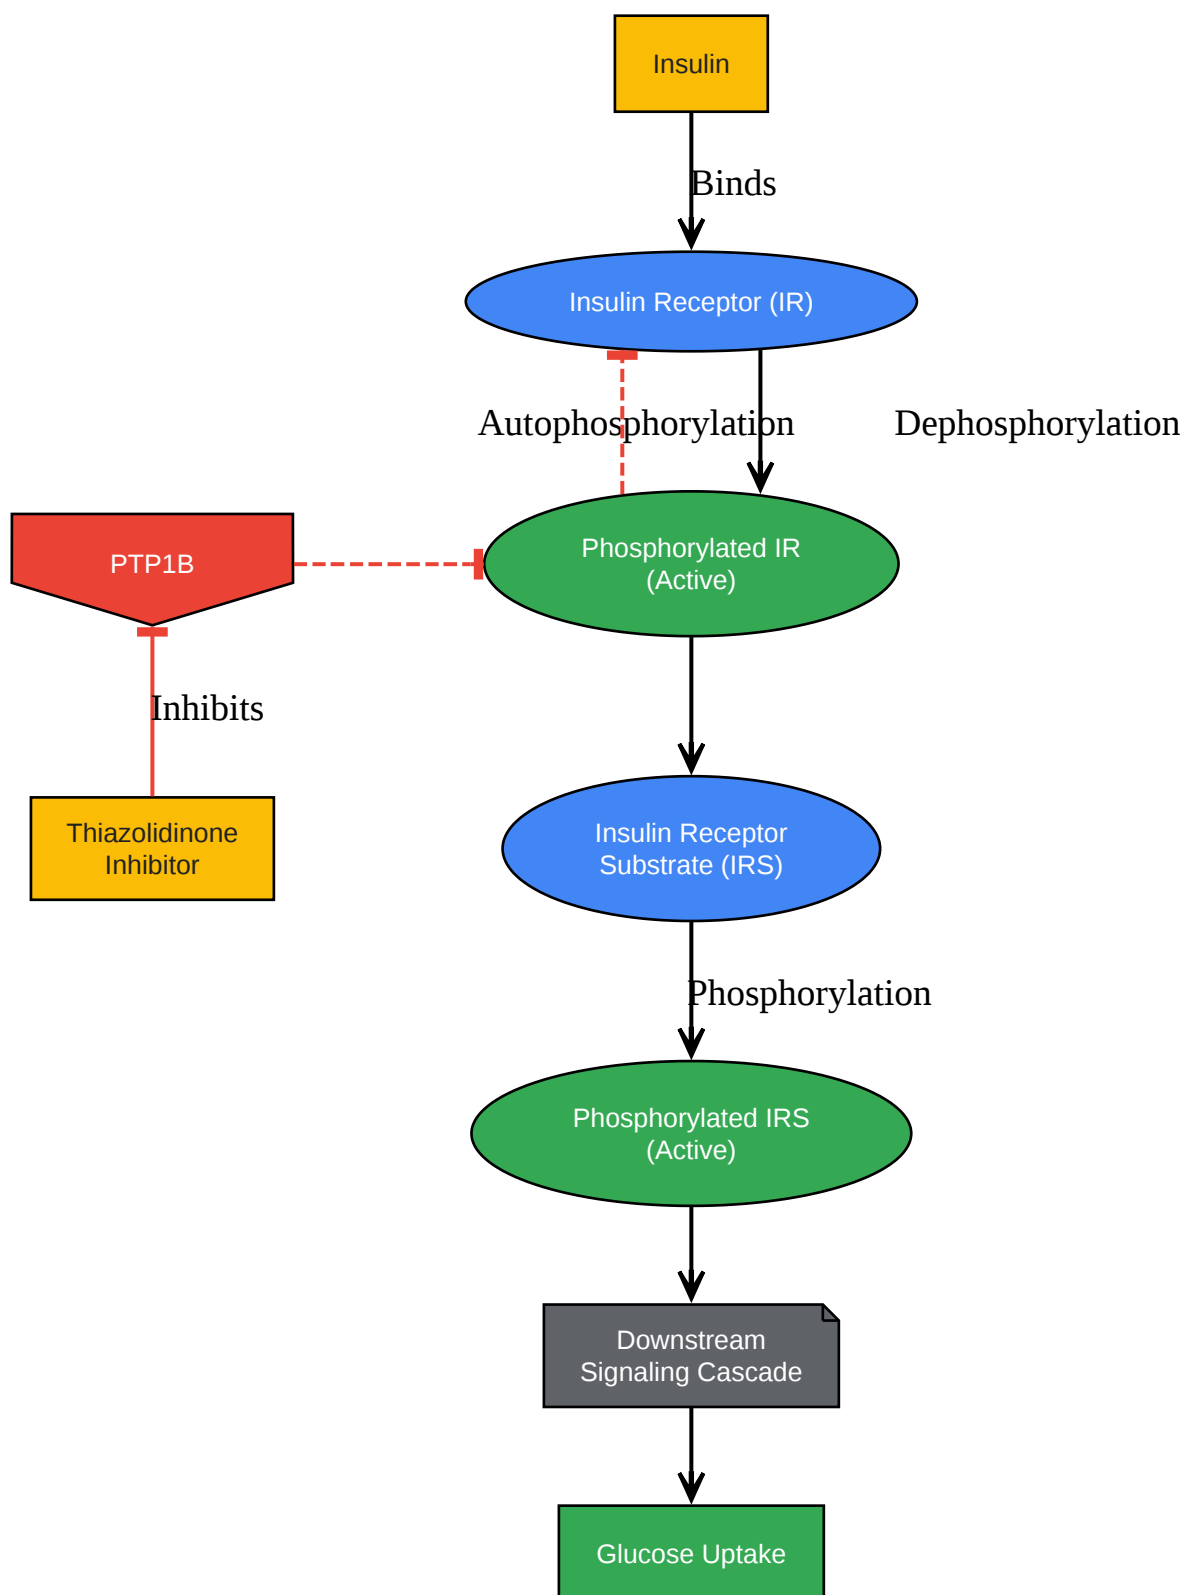 Insulin
Binds
Insulin Receptor (IR)
Autophosphorylation
Dephosphorylation
PTP1B
Phosphorylated IR
(Active)
Inhibits
Thiazolidinone
Inhibitor
Insulin Receptor
Substrate (IRS)
Phosphorylation
Phosphorylated IRS
(Active)
Downstream
Signaling Cascade
Glucose Uptake